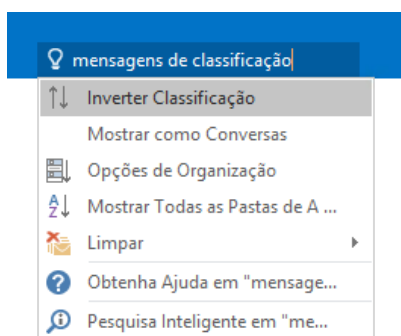 mensagens de classificação
Inverter Classificação
Mostrar como Conversas
Opções de Organização
Mostrar Todas as Pastas de A ...
Limpar
Obtenha Ajuda em "mensage...
Pesquisa Inteligente em "me...